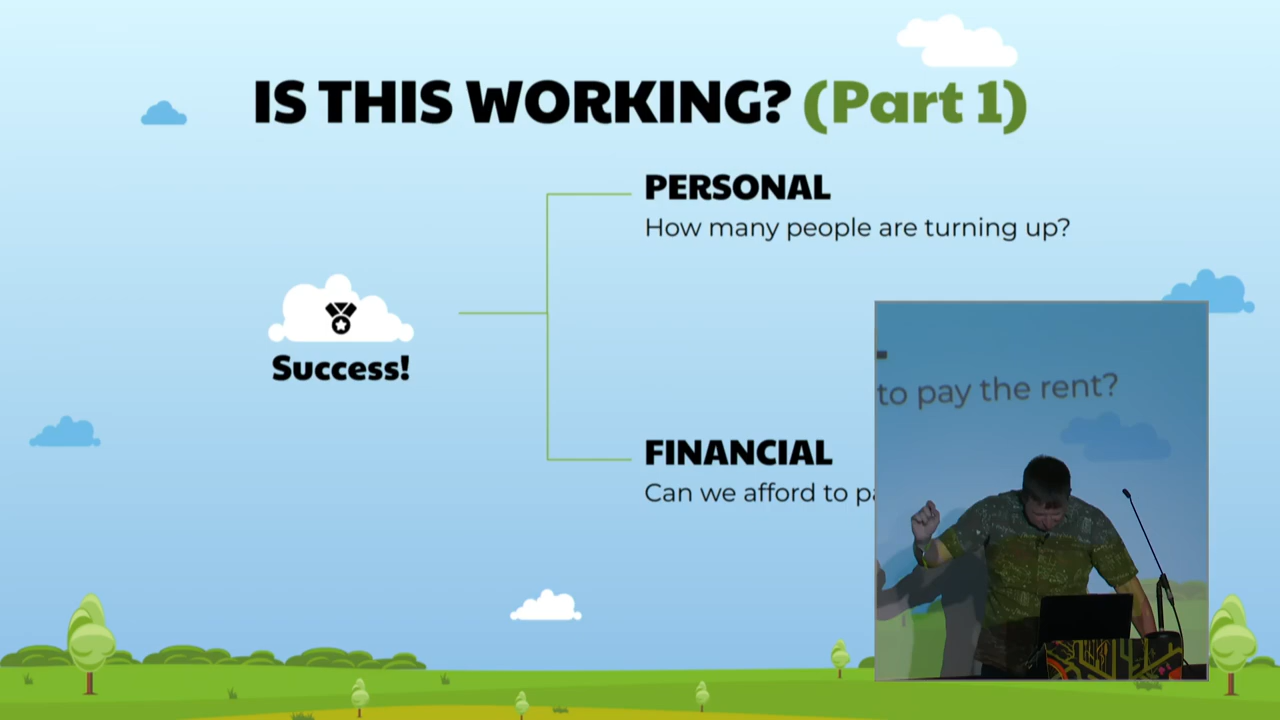 IS THIS WORKING? (Part 1)
PERSONAL
How many people are turning up?
Success!
FINANCIAL
Can we afford to pa
to pay the rent?